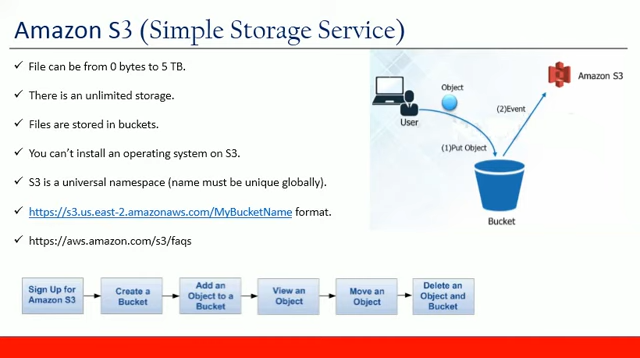 Amazon S3 (Simple Storage Service)
✓ File can be from 0 bytes to 5 TB.
✓ There is an unlimited storage.
✓ Files are stored in buckets.
✓ You can't install an operating system on S3.
✓ S3 is a universal namespace (name must be unique globally).
✓ https://s3.us.east-2.amazonaws.com/MyBucketName format.
✓ https://aws.amazon.com/s3/faqs
Object
Amazon S3
(2)Event
User
(1)Put Object
Bucket
Sign Up for
Amazon S3
Create a
Bucket
Add an
Object to a
Bucket
View an
Object
Move an
Object
Delete an
Object and
Bucket